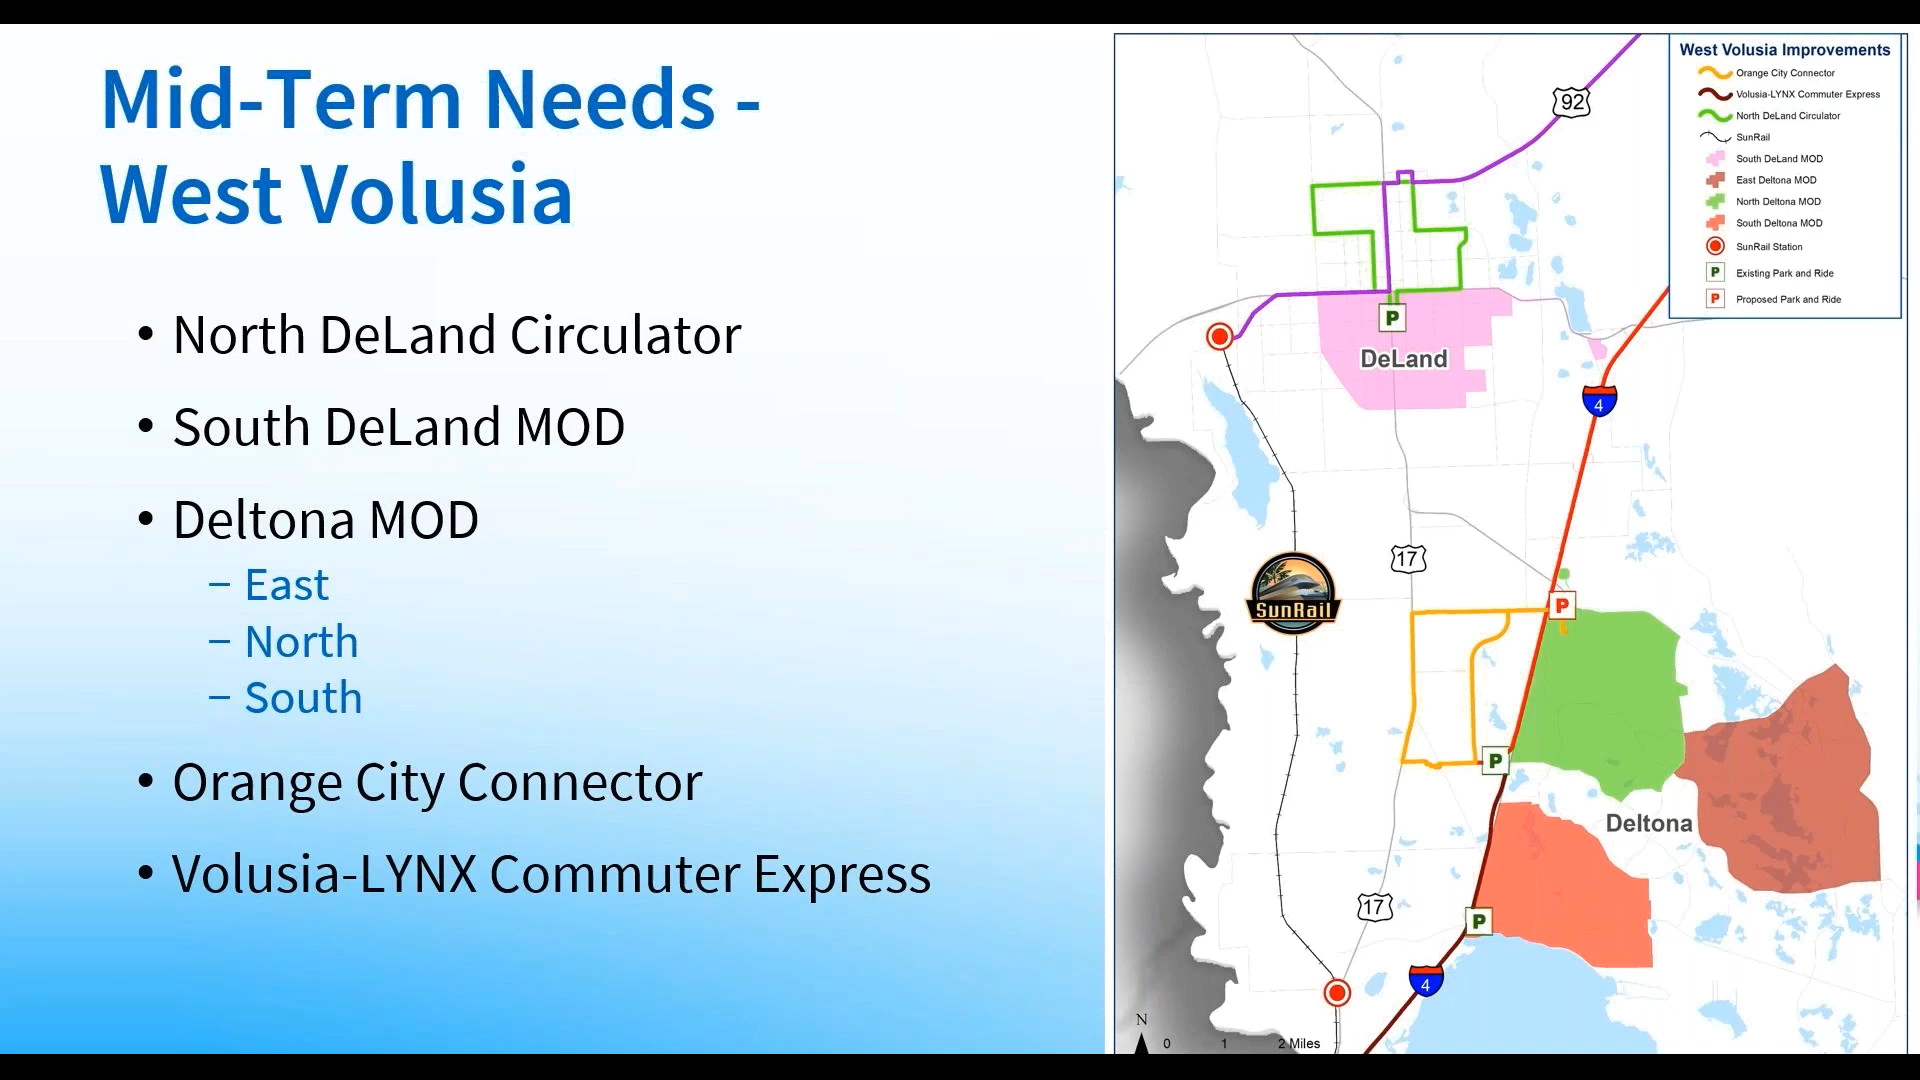 Mid-Term Needs -
West Volusia
• North DeLand Circulator
• South DeLand MOD
• Deltona MOD
– East
– North
– South
• Orange City Connector
• Volusia-LYNX Commuter Express
West Volusia Improvements
Orange City Connector
Volusia-LYNX Commuter Express
North DeLand Circulator
SunRail
South DeLand MOD
East Deltona MOD
North Deltona MOD
South Deltona MOD
SunRail Station
P Existing Park and Ride
P Proposed Park and Ride
92
P
DeLand
4
17
SunRail
P
P
Deltona
17
P
4
N
0 1 2 Miles